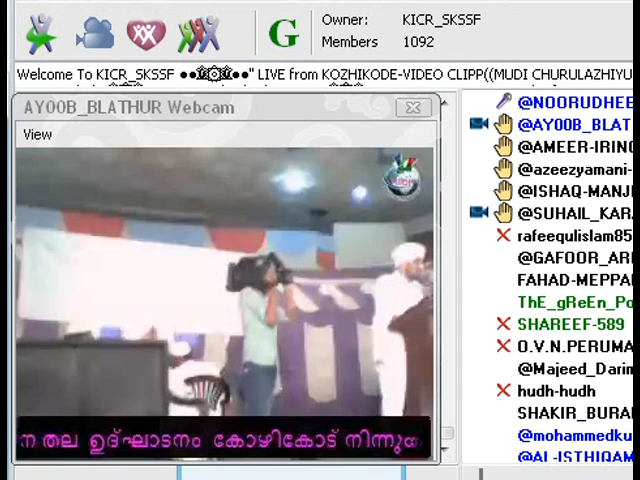 Owner: KICR_SKSSF
Members 1092
Welcome To KICR_SKSSF ●●۞۞●●" LIVE from KOZHIKODE-VIDEO CLIPP((MUDI CHURULAZHIYU
AY00B_BLATHUR Webcam
View
@NOORUDHEE
@AY00B_BLAT
@AMEER-IRING
@azeezyamani-
@ISHAQ-MANJ
@SUHAIL_KAR
rafeequlislam85
@GAFOOR_AR
FAHAD-MEPPA
ThE_gReEn_Po
SHAREEF-589
O.V.N.PERUMA
@Majeed_Darim
hudh-hudh
SHAKIR_BURA
@mohammedku
@AL-ISTHIQAM
ന തല ഉദ്ഘാടനം കോഴികോട് നിന്നുയ